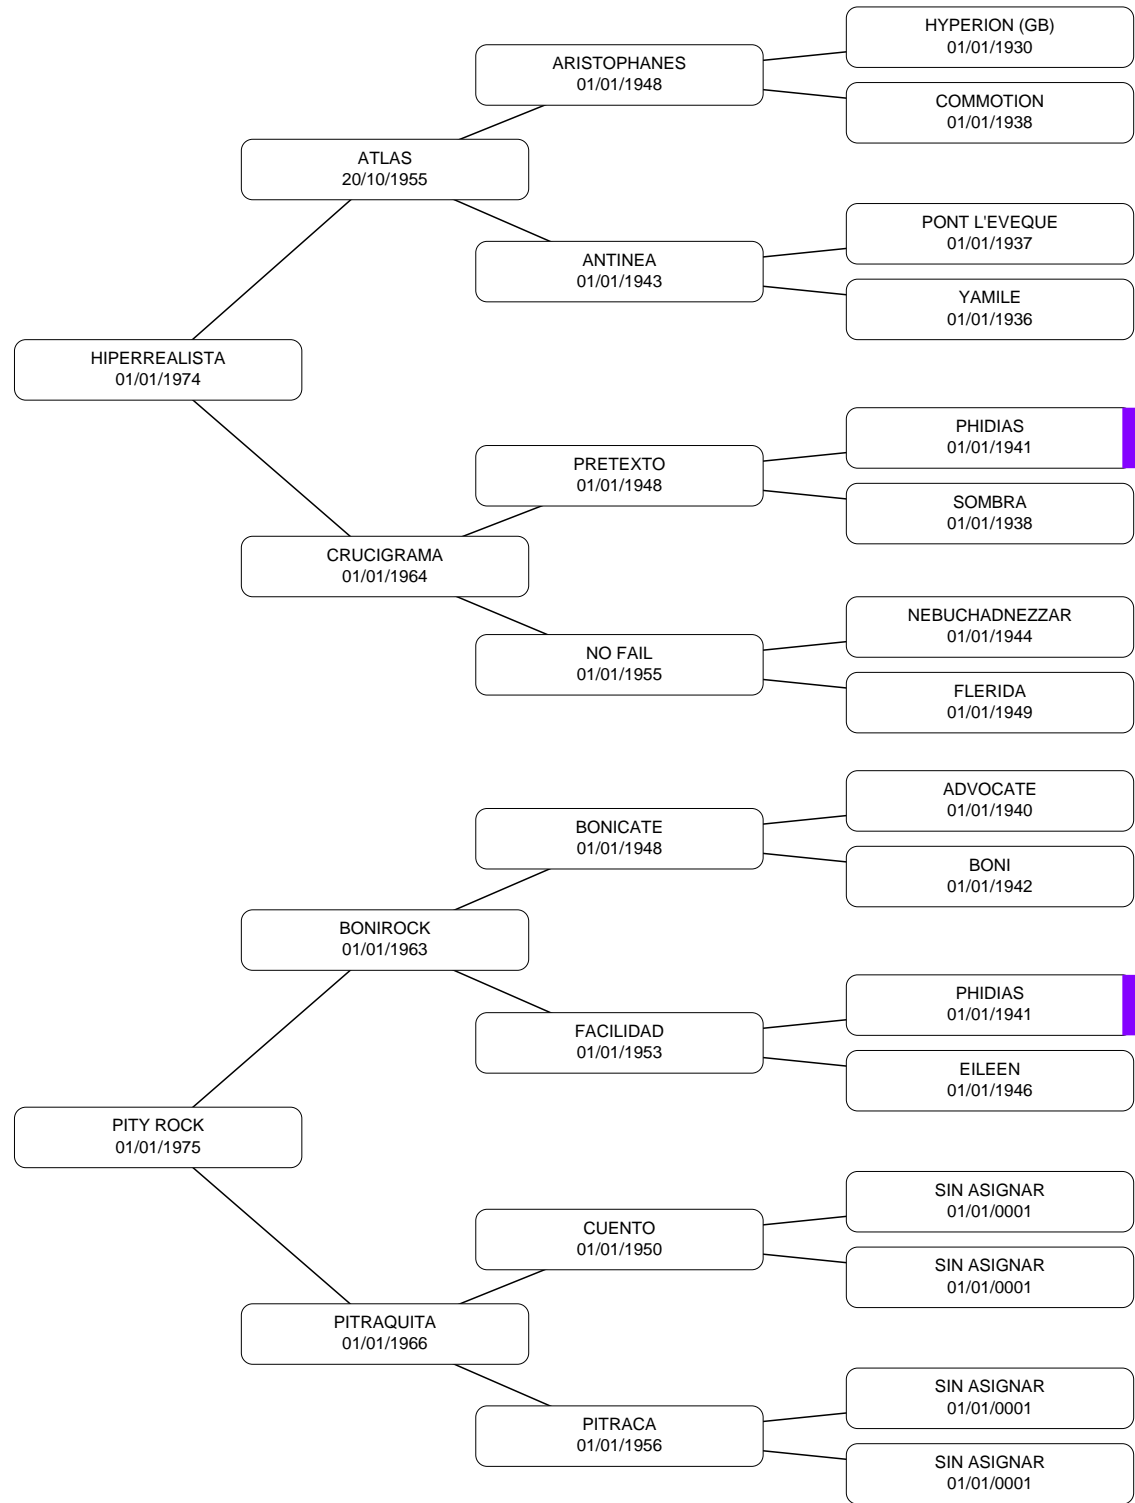 HYPERION (GB)
01/01/1930
ARISTOPHANES
01/01/1948
COMMOTION
01/01/1938
ATLAS
20/10/1955
PONT L'EVEQUE
01/01/1937
ANTINEA
01/01/1943
YAMILE
01/01/1936
HIPERREALISTA
01/01/1974
PHIDIAS
01/01/1941
PRETEXTO
01/01/1948
SOMBRA
01/01/1938
CRUCIGRAMA
01/01/1964
NEBUCHADNEZZAR
01/01/1944
NO FAIL
01/01/1955
FLERIDA
01/01/1949
ADVOCATE
01/01/1940
BONICATE
01/01/1948
BONI
01/01/1942
BONIROCK
01/01/1963
PHIDIAS
01/01/1941
FACILIDAD
01/01/1953
EILEEN
01/01/1946
PITY ROCK
01/01/1975
SIN ASIGNAR
01/01/0001
CUENTO
01/01/1950
SIN ASIGNAR
01/01/0001
PITRAQUITA
01/01/1966
SIN ASIGNAR
01/01/0001
PITRACA
01/01/1956
SIN ASIGNAR
01/01/0001